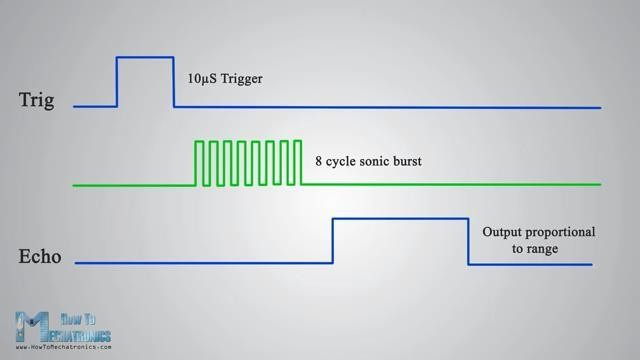 10µS Trigger
Trig
8 cycle sonic burst
Output proportional
to range
Echo
How To
Mechatronics
www.HowToMechatronics.com